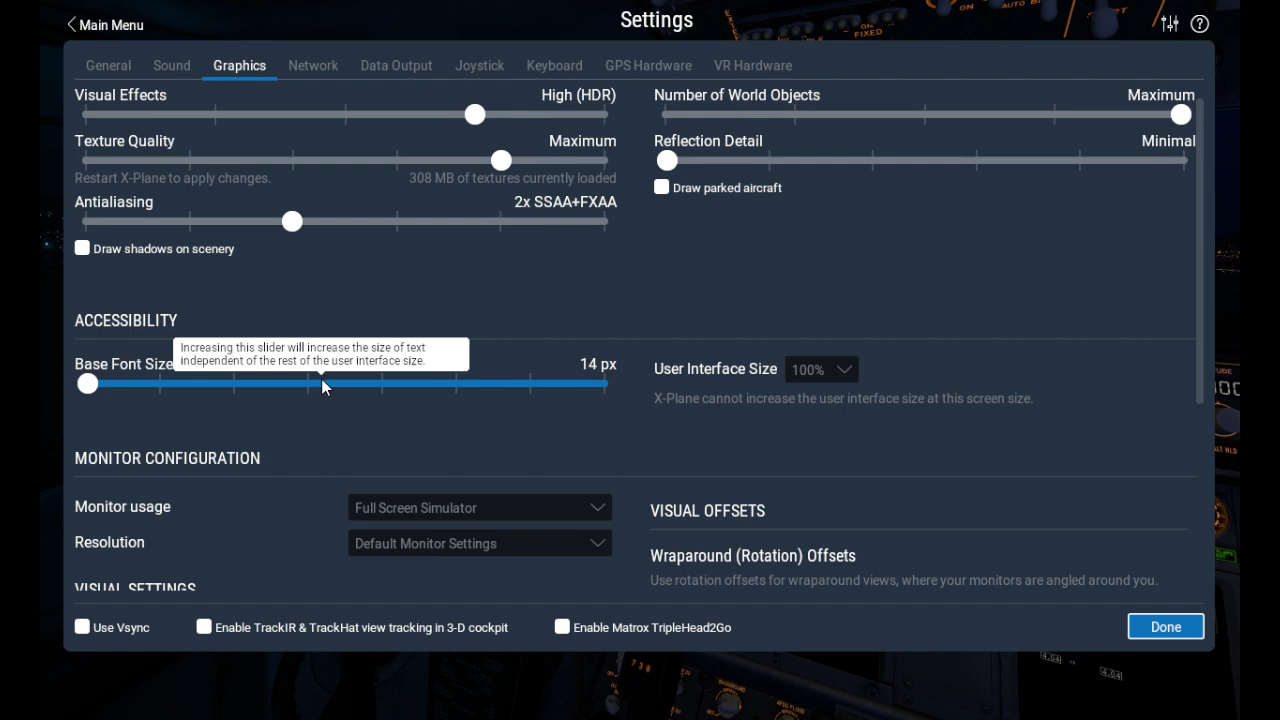 Main Menu
Settings
General Sound Graphics Network Data Output Joystick Keyboard GPS Hardware VR Hardware
Visual Effects High (HDR)
Texture Quality Maximum
Restart X-Plane to apply changes. 308 MB of textures currently loaded
Antialiasing 2x SSAA+FXAA
Draw shadows on scenery
Number of World Objects Maximum
Reflection Detail Minimal
Draw parked aircraft
ACCESSIBILITY
Increasing this slider will increase the size of text
independent of the rest of the user interface size.
Base Font Size 14 px
User Interface Size 100%
X-Plane cannot increase the user interface size at this screen size.
MONITOR CONFIGURATION
Monitor usage Full Screen Simulator
Resolution Default Monitor Settings
VISUAL OFFSETS
Wraparound (Rotation) Offsets
Use rotation offsets for wraparound views, where your monitors are angled around you.
VISUAL SETTINGS
Use Vsync Enable TrackIR & TrackHat view tracking in 3-D cockpit Enable Matrox TripleHead2Go
Done